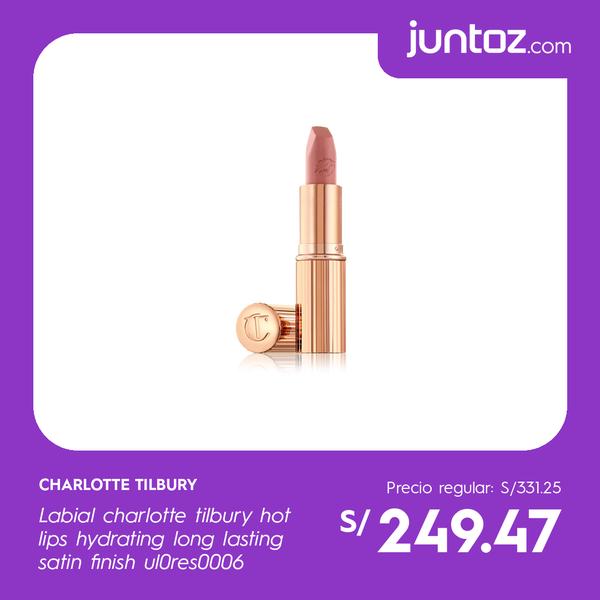 juntoz.com
CT
CHARLOTTE TILBURY
Labial charlotte tilbury hot
lips hydrating long lasting
satin finish ul0res0006
Precio regular: S/331.25
S/249.47